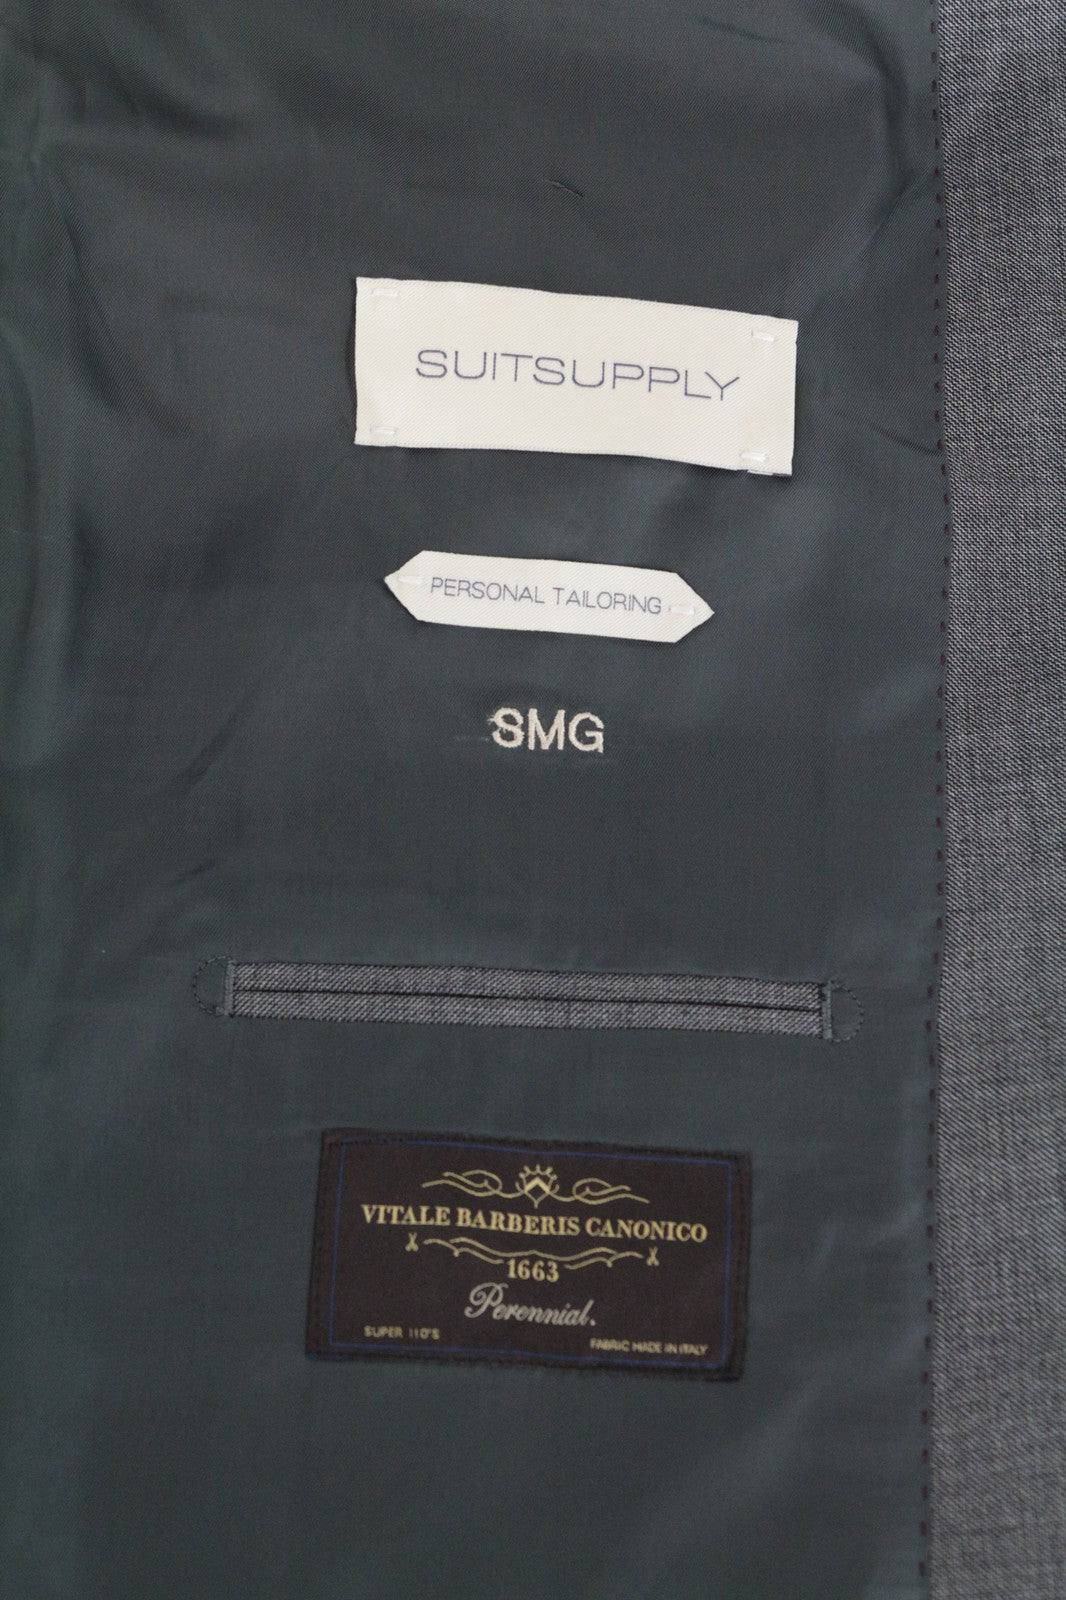 SUITSUPPLY
PERSONAL TAILORING
SMG
VITALE BARBERIS CANONICO
1663
Perennial.
SUPER 110'S
FABRIC MADE IN ITALY